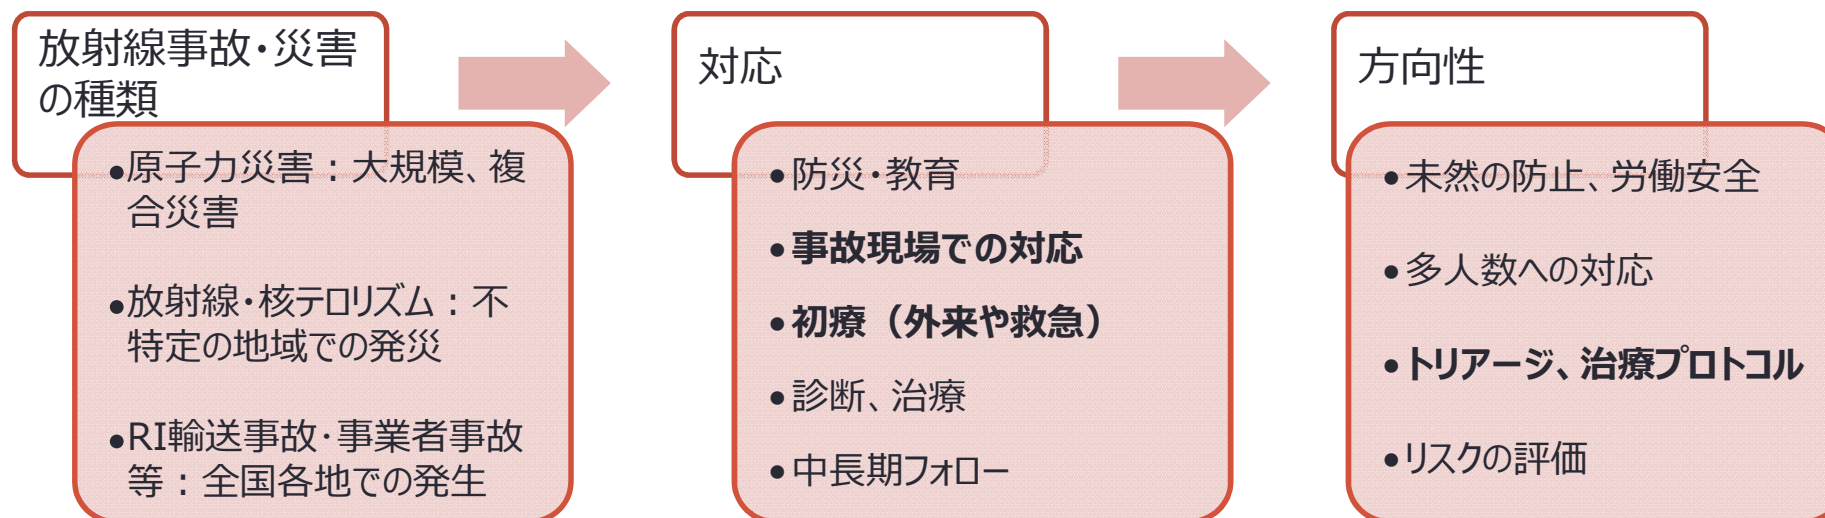 放射線事故・災害
の種類
•原子力災害：大規模、複
合災害
•放射線・核テロリズム：不
特定の地域での発災
•RI輸送事故・事業者事故
等：全国各地での発生
対応
•防災・教育
•事故現場での対応
•初療（外来や救急）
•診断、治療
•中長期フォロー
方向性
•未然の防止、労働安全
•多人数への対応
•トリアージ、治療プロトコル
•リスクの評価